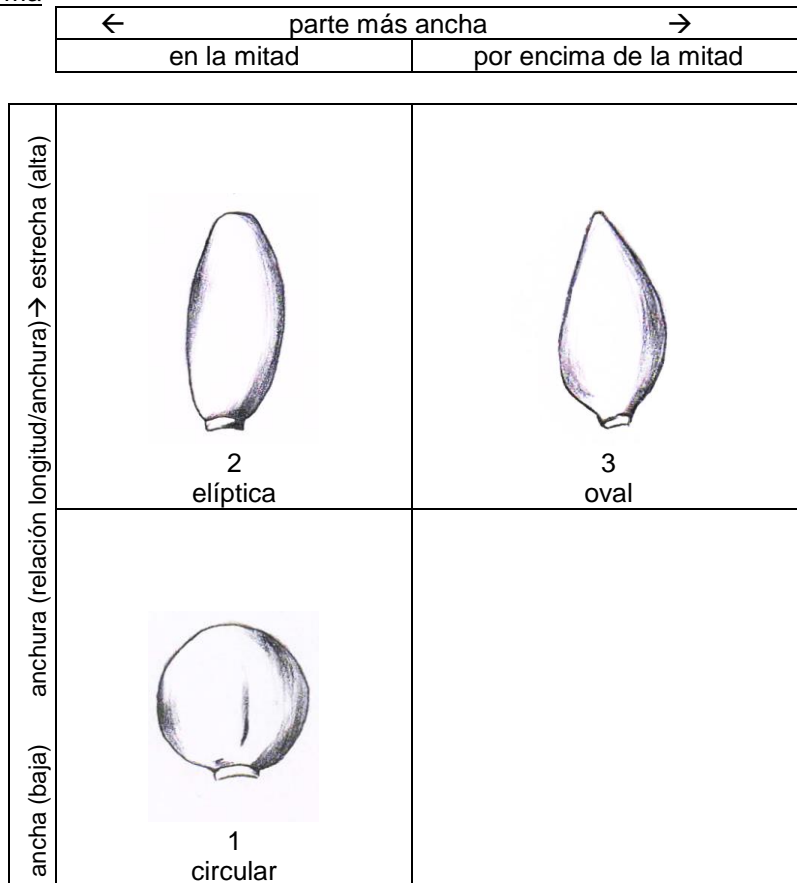 ← parte más ancha →
en la mitad por encima de la mitad
ancha (baja) anchura (relación longitud/anchura) → estrecha (alta)
2 3
elíptica oval
1
circular